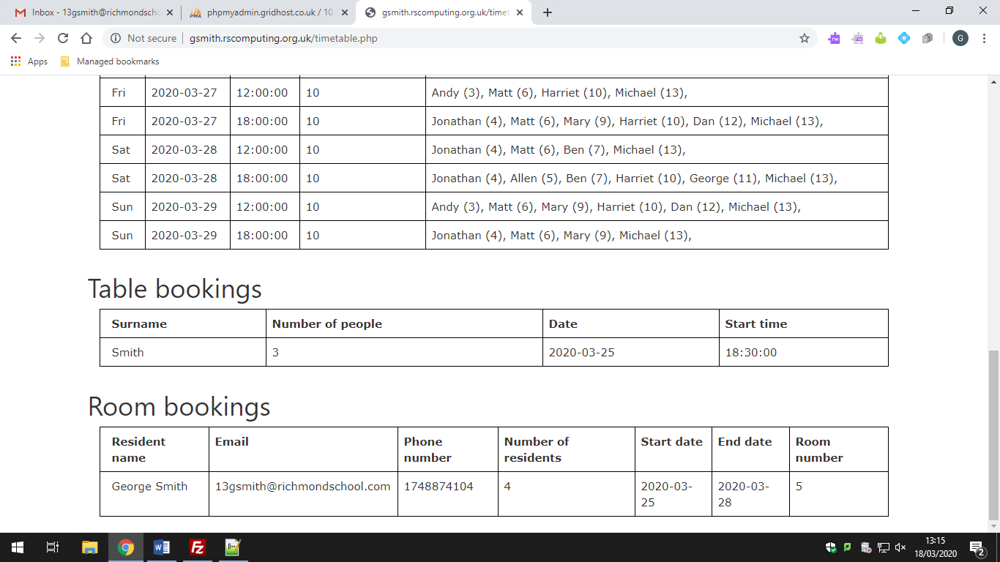 Inbox - 13gsmith@richmondscho
phpmyadmin.gridhost.co.uk / 10.
gsmith.rscomputing.org.uk/timet
Not secure | gsmith.rscomputing.org.uk/timetable.php
G
Apps Managed bookmarks
Fri 2020-03-27 12:00:00 10 Andy (3), Matt (6), Harriet (10), Michael (13),
Fri 2020-03-27 18:00:00 10 Jonathan (4), Matt (6), Mary (9), Harriet (10), Dan (12), Michael (13),
Sat 2020-03-28 12:00:00 10 Jonathan (4), Matt (6), Ben (7), Michael (13),
Sat 2020-03-28 18:00:00 10 Jonathan (4), Allen (5), Ben (7), Harriet (10), George (11), Michael (13),
Sun 2020-03-29 12:00:00 10 Andy (3), Matt (6), Mary (9), Harriet (10), Dan (12), Michael (13),
Sun 2020-03-29 18:00:00 10 Jonathan (4), Matt (6), Mary (9), Michael (13),
Table bookings
Surname Number of people Date Start time
Smith 3 2020-03-25 18:30:00
Room bookings
Resident name Email Phone number Number of residents Start date End date Room number
George Smith 13gsmith@richmondschool.com 1748874104 4 2020-03-25 2020-03-28 5
13:15
18/03/2020
2